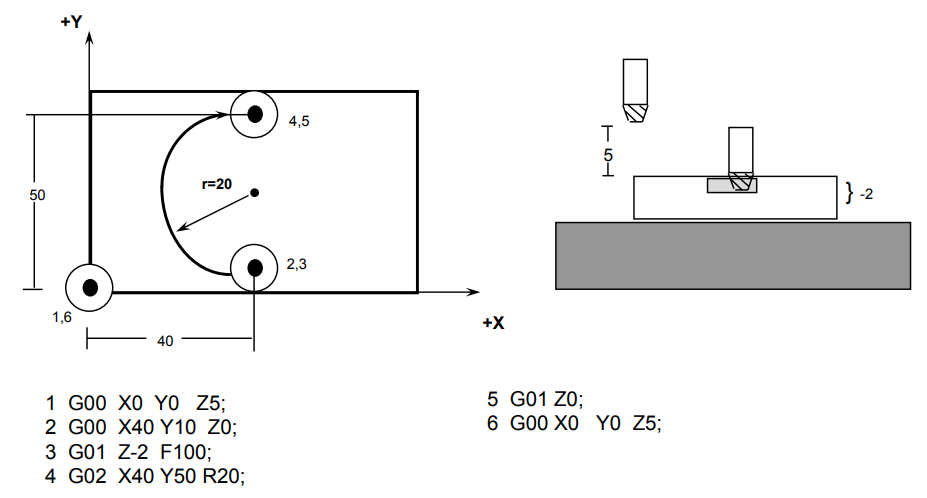 +Y
4,5
50
r=20
5
} -2
2,3
1,6
40
+X
1 G00 X0 Y0 Z5;
2 G00 X40 Y10 Z0;
3 G01 Z-2 F100;
4 G02 X40 Y50 R20;
5 G01 Z0;
6 G00 X0 Y0 Z5;